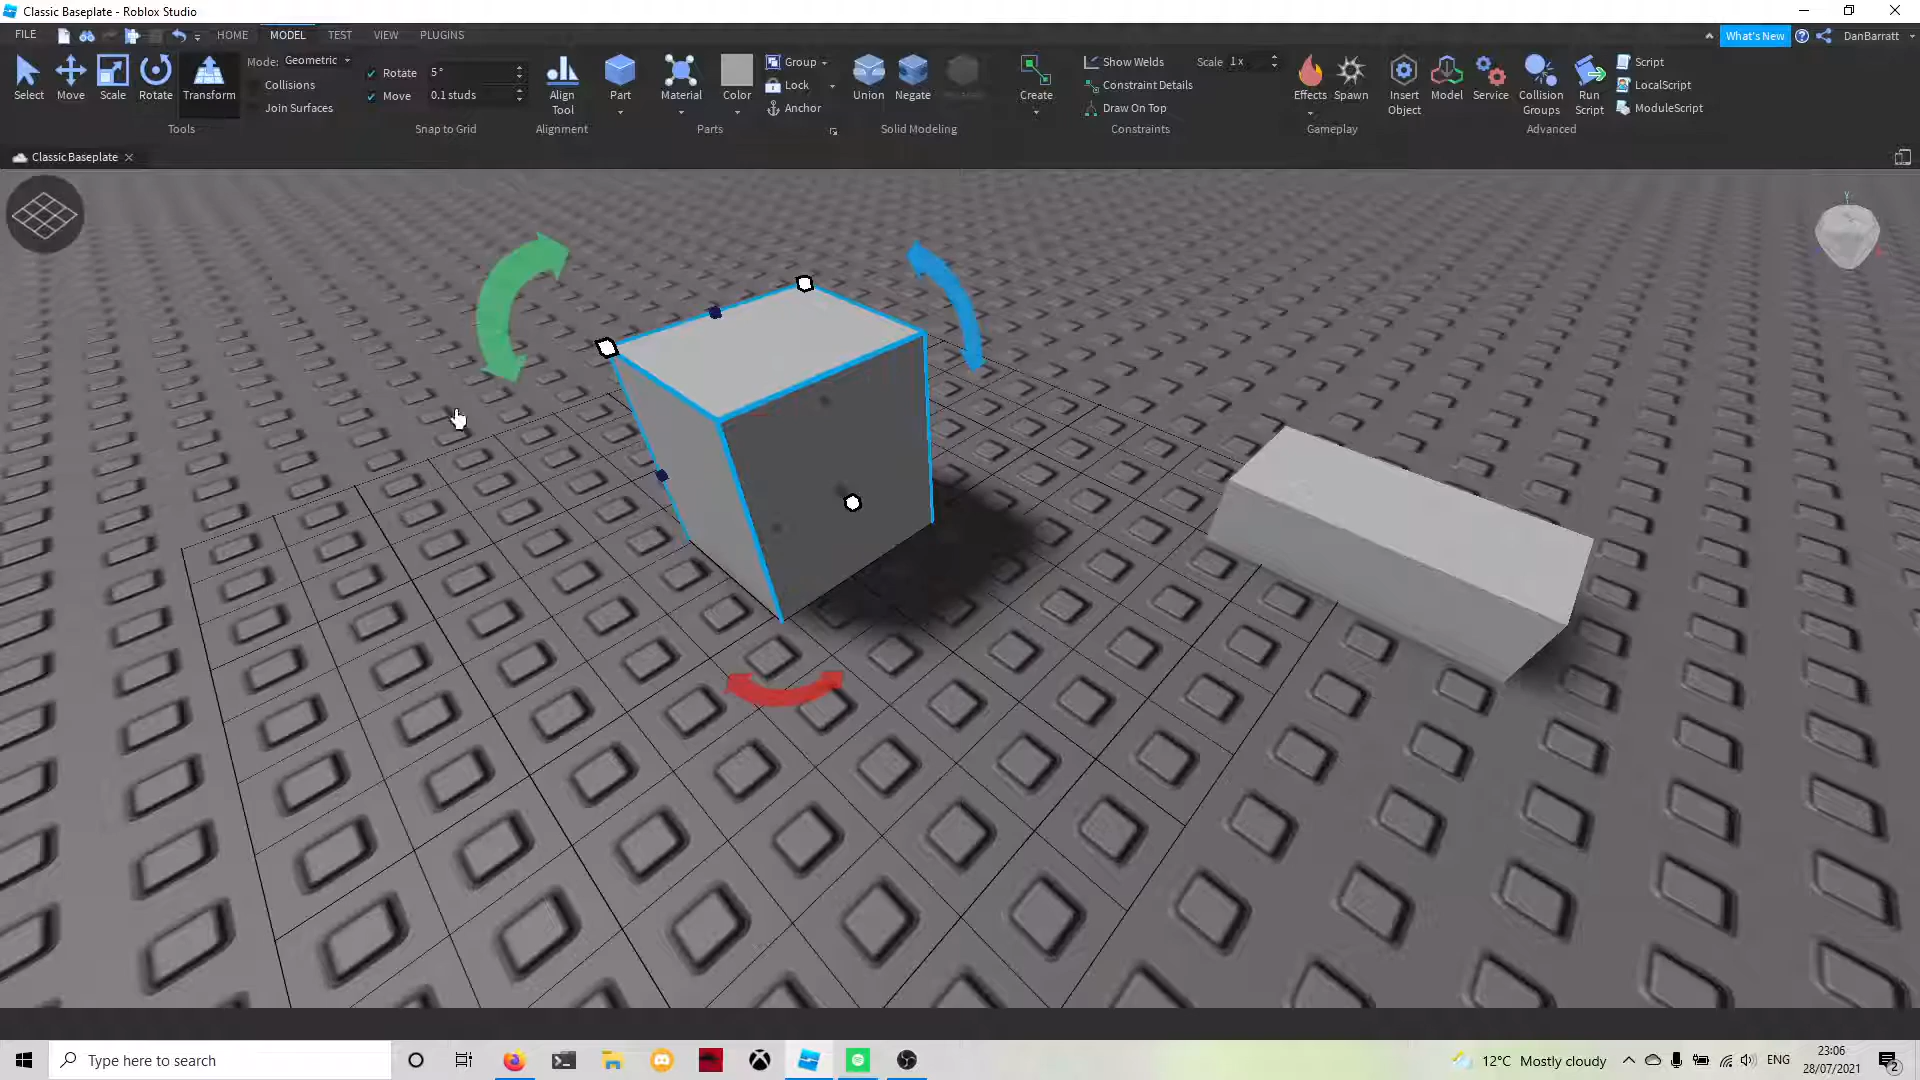 Classic Baseplate - Roblox Studio
FILE HOME MODEL TEST VIEW PLUGINS What's New DanBarratt
Select Move Scale Rotate Transform
Mode: Geometric
Collisions
Join Surfaces
Tools
Rotate 5°
Move 0.1 studs
Snap to Grid
Align Tool
Alignment
Part Material Color
Group
Lock
Anchor
Parts
Union Negate
Solid Modeling
Create
Show Welds Scale 1x
Constraint Details
Draw On Top
Constraints
Effects Spawn
Gameplay
Insert Object Model Service Collision Groups Run Script
Script
LocalScript
ModuleScript
Advanced
Classic Baseplate
Y
Type here to search
12°C Mostly cloudy
ENG
23:06
28/07/2021
2